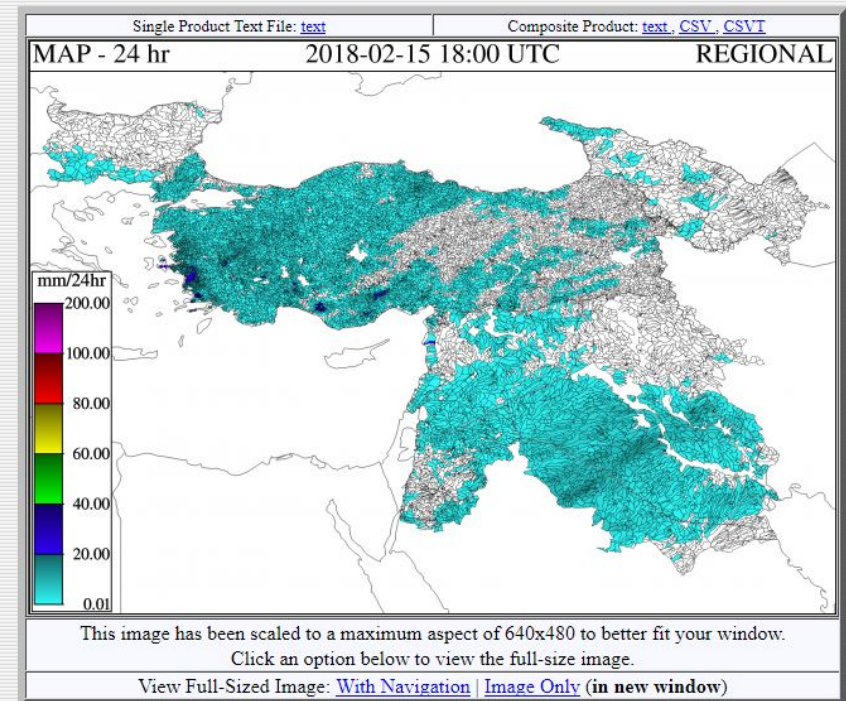 Single Product Text File: text
Composite Product: text , CSV , CSVT
MAP - 24 hr 2018-02-15 18:00 UTC REGIONAL
mm/24hr
200.00
100.00
80.00
60.00
40.00
20.00
0.01
This image has been scaled to a maximum aspect of 640x480 to better fit your window.
Click an option below to view the full-size image.
View Full-Sized Image: With Navigation | Image Only (in new window)